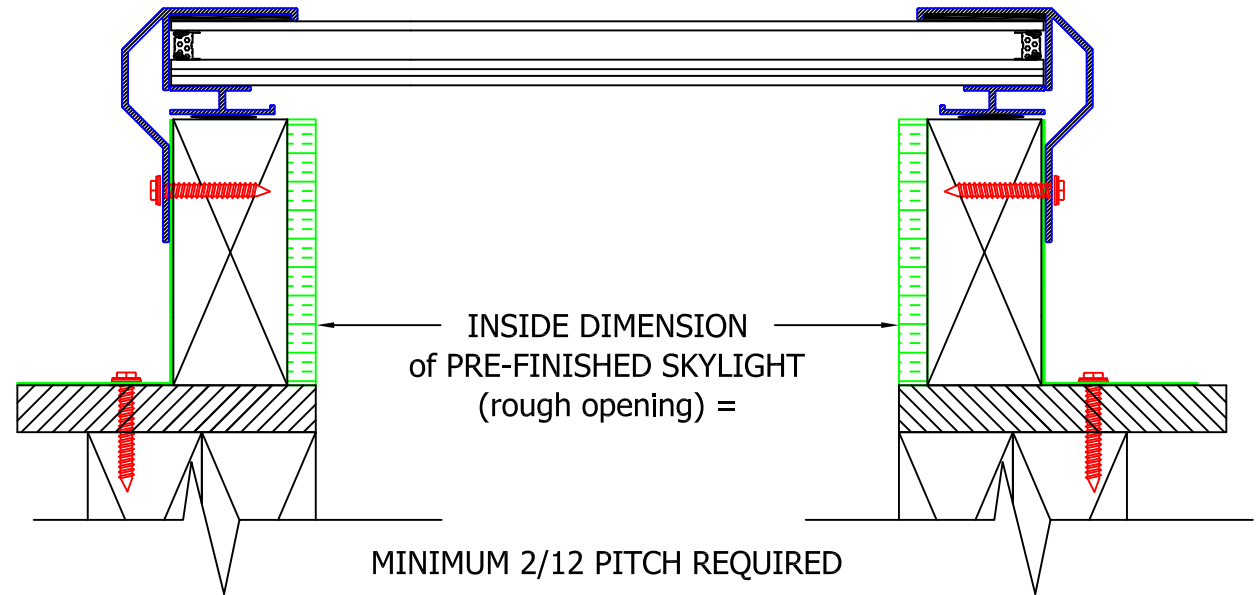 INSIDE DIMENSION
of PRE-FINISHED SKYLIGHT
(rough opening) =
MINIMUM 2/12 PITCH REQUIRED